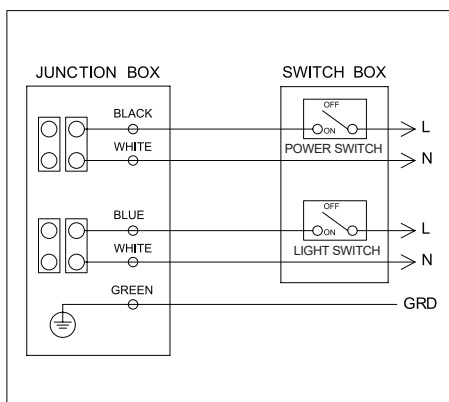 JUNCTION BOX
SWITCH BOX
BLACK
OFF
ON
L
WHITE
POWER SWITCH
N
BLUE
OFF
ON
L
WHITE
LIGHT SWITCH
N
GREEN
GRD